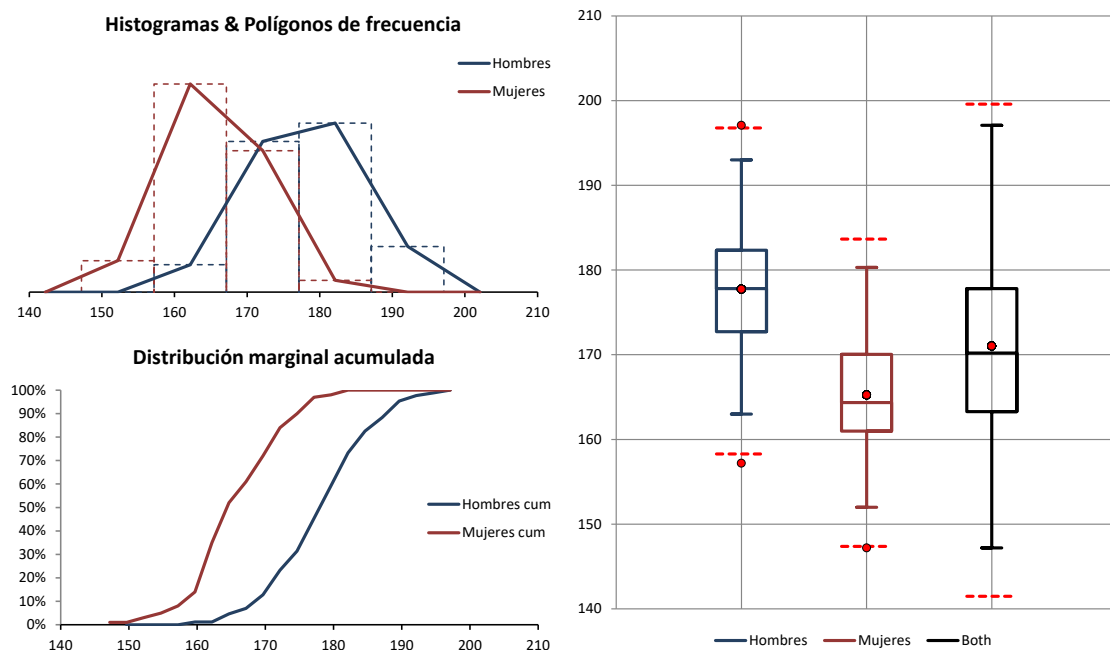 Histogramas & Polígonos de frecuencia
Hombres
Mujeres
140 150 160 170 180 190 200 210
Distribución marginal acumulada
100%
90%
80%
70%
60%
50%
40%
30%
20%
10%
0%
Hombres cum
Mujeres cum
140 150 160 170 180 190 200 210
210
200
190
180
170
160
150
140
Hombres Mujeres Both